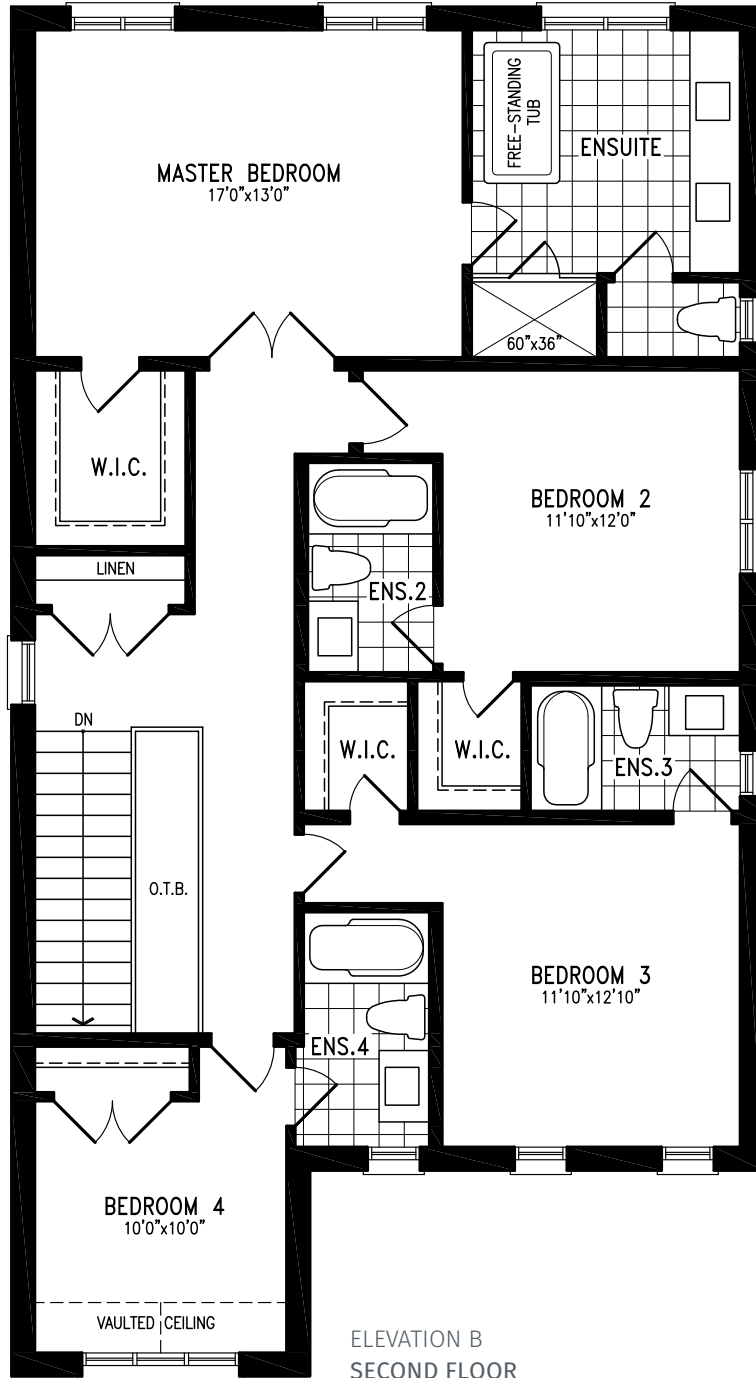 FREE-STANDING
TUB
ENSUITE
MASTER BEDROOM
17'0"x13'0"
60"x36"
W.I.C.
BEDROOM 2
11'10"x12'0"
LINEN
ENS.2
DN
W.I.C.
W.I.C.
ENS.3
O.T.B.
BEDROOM 3
11'10"x12'10"
ENS.4
BEDROOM 4
10'0"x10'0"
VAULTED CEILING
ELEVATION B
SECOND FLOOR